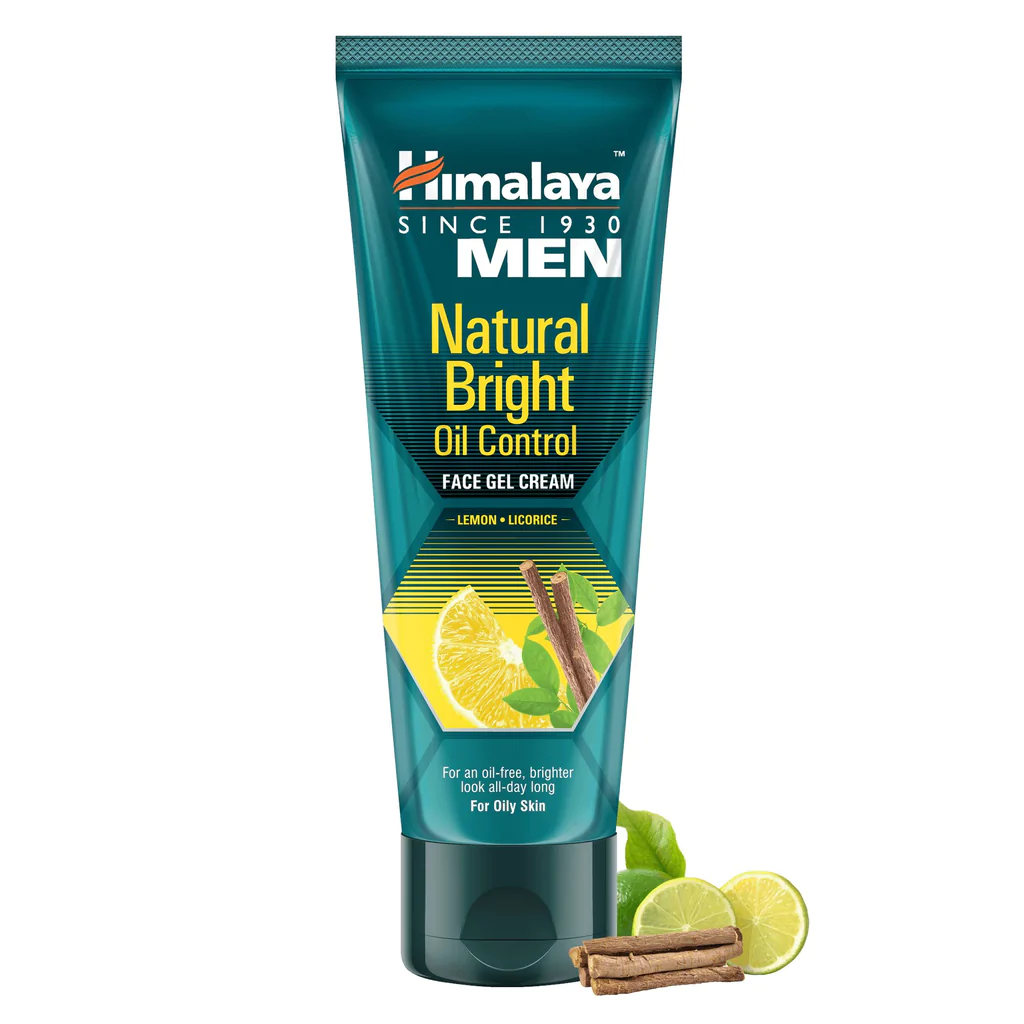 Himalaya™
SINCE 1930
MEN
Natural
Bright
Oil Control
FACE GEL CREAM
LEMON • LICORICE
For an oil-free, brighter
look all-day long
For Oily Skin